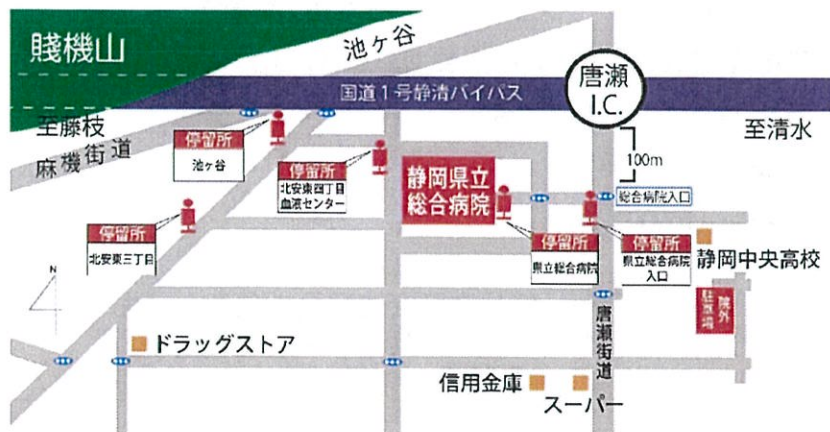 賤機山
池ヶ谷
唐瀬
I.C.
国道1号静清バイパス
至藤枝
至清水
麻機街道
100m
停留所
池ヶ谷
停留所
北安東四丁目
血液センター
静岡県立
総合病院
総合病院入口
停留所
北安東三丁目
停留所
県立総合病院
停留所
県立総合病院
入口
静岡中央高校
N
院外
駐車場
唐瀬街道
ドラッグストア
信用金庫
スーパー